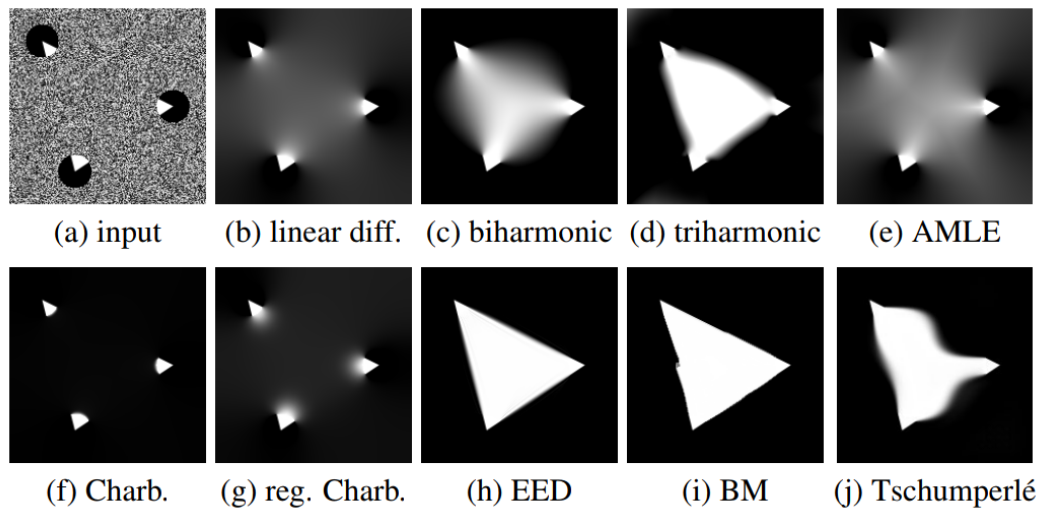 (a) input (b) linear diff. (c) biharmonic (d) triharmonic (e) AMLE
(f) Charb. (g) reg. Charb. (h) EED (i) BM (j) Tschumperlé